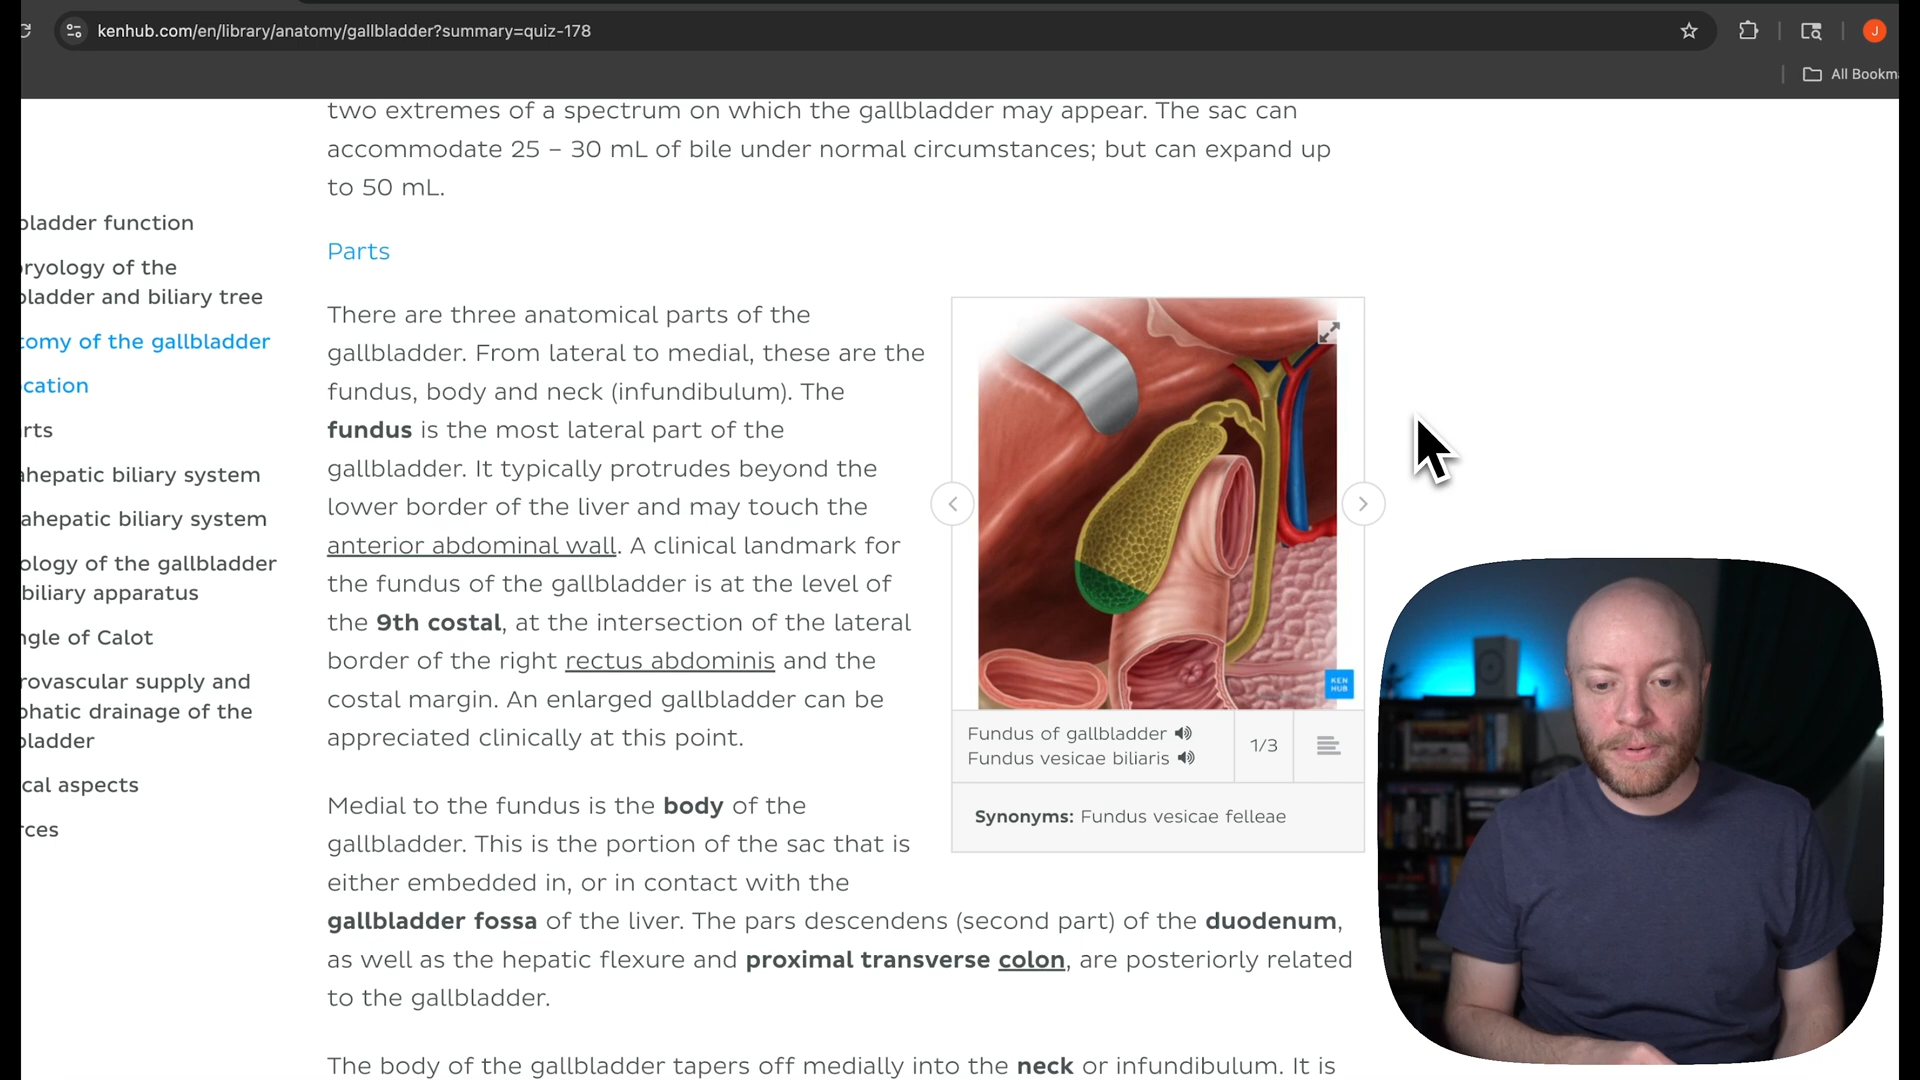 kenhub.com/en/library/anatomy/gallbladder?summary=quiz-178
J
All Bookma
two extremes of a spectrum on which the gallbladder may appear. The sac can
accommodate 25 – 30 mL of bile under normal circumstances; but can expand up
to 50 mL.
bladder function
oryology of the
bladder and biliary tree
tomy of the gallbladder
cation
rts
ahepatic biliary system
ahepatic biliary system
ology of the gallbladder
biliary apparatus
ngle of Calot
rovascular supply and
phatic drainage of the
bladder
cal aspects
rces
Parts
There are three anatomical parts of the
gallbladder. From lateral to medial, these are the
fundus, body and neck (infundibulum). The
fundus is the most lateral part of the
gallbladder. It typically protrudes beyond the
lower border of the liver and may touch the
anterior abdominal wall. A clinical landmark for
the fundus of the gallbladder is at the level of
the 9th costal, at the intersection of the lateral
border of the right rectus abdominis and the
costal margin. An enlarged gallbladder can be
appreciated clinically at this point.
KEN
HUB
Fundus of gallbladder
Fundus vesicae biliaris
1/3
Synonyms: Fundus vesicae felleae
Medial to the fundus is the body of the
gallbladder. This is the portion of the sac that is
either embedded in, or in contact with the
gallbladder fossa of the liver. The pars descendens (second part) of the duodenum,
as well as the hepatic flexure and proximal transverse colon, are posteriorly related
to the gallbladder.
The body of the gallbladder tapers off medially into the neck or infundibulum. It is